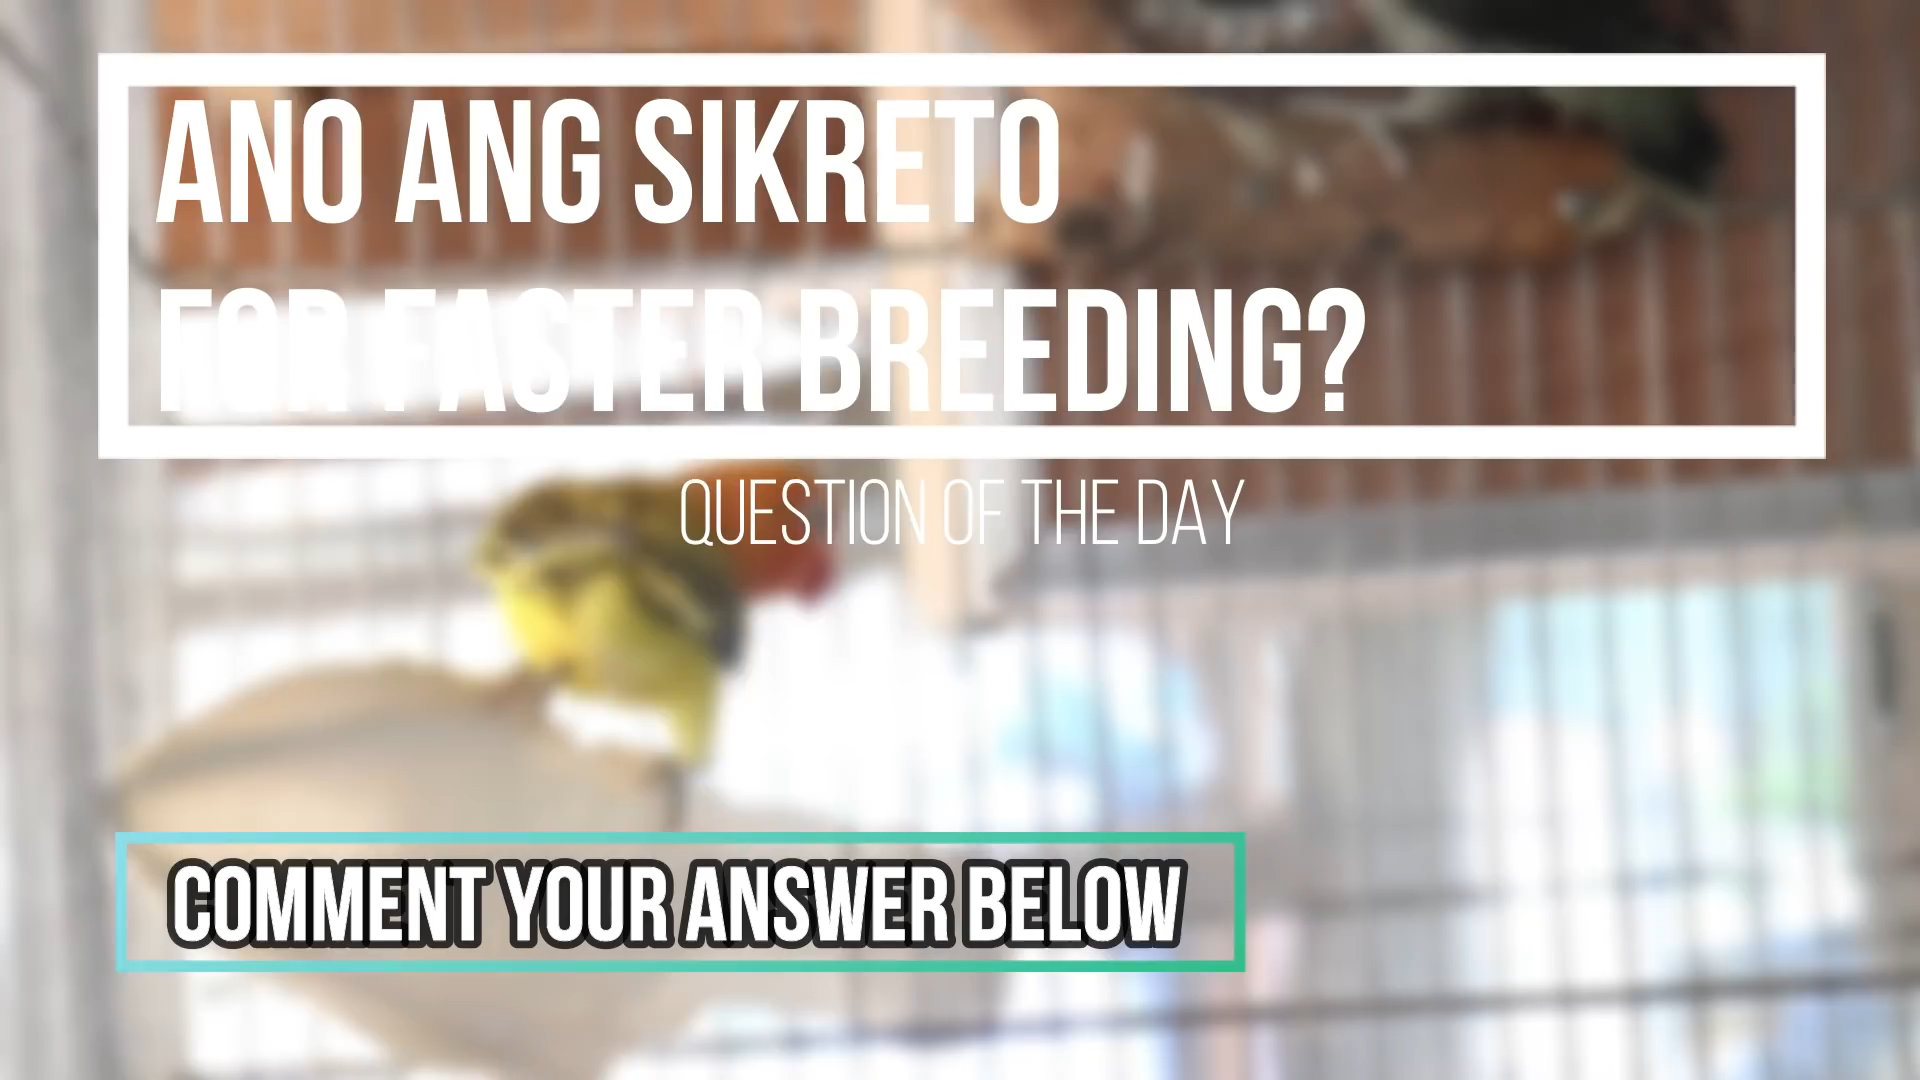 ANO ANG SIKRETO
FOR FASTER BREEDING?
QUESTION OF THE DAY
COMMENT YOUR ANSWER BELOW